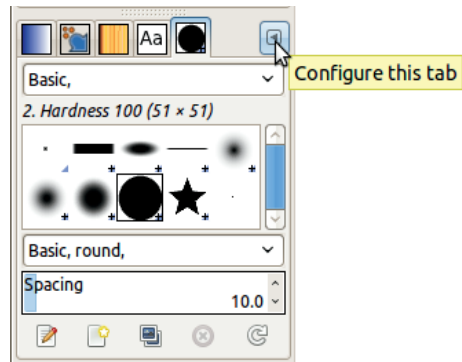 Aa
Configure this tab
Basic,
2. Hardness 100 (51 × 51)
Basic, round,
Spacing
10.0